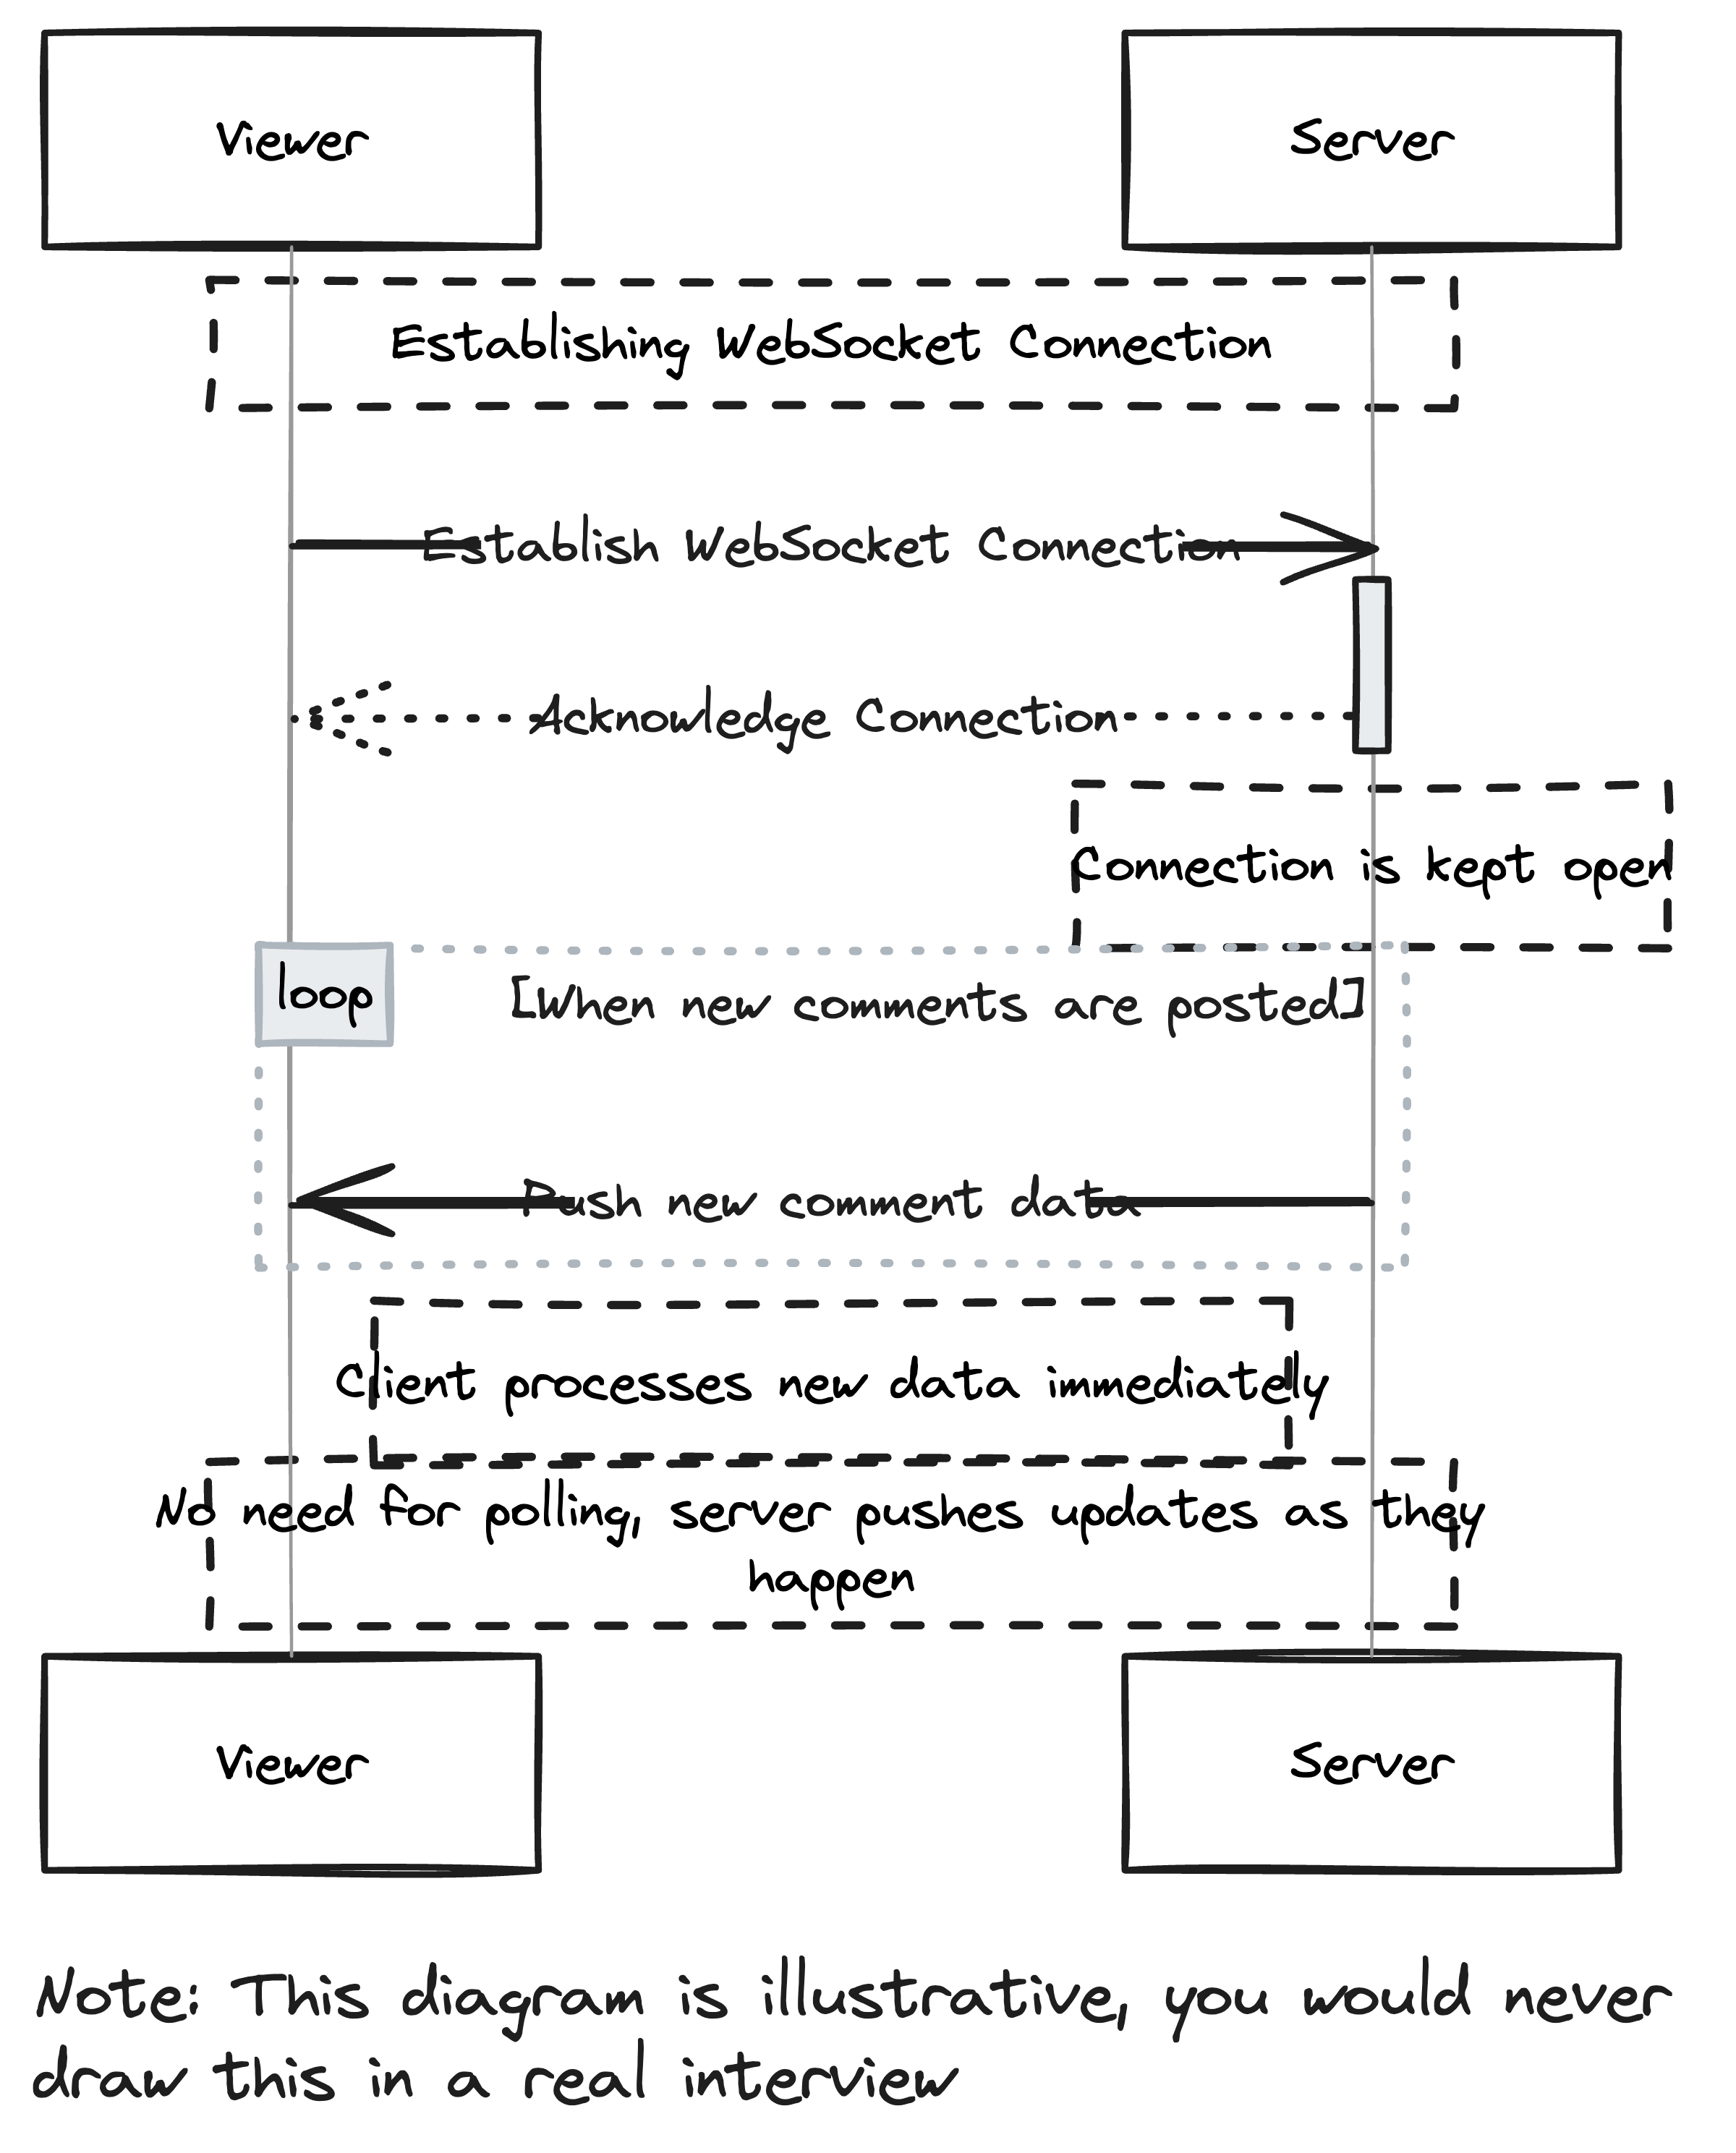 Viewer
Server
Establishing WebSocket Connection
Establish WebSocket Connection
Acknowledge Connection
Connection is kept open
loop
[When new comments are posted]
Push new comment data
Client processes new data immediately
No need for polling, server pushes updates as they
happen
Viewer
Server
Note: This diagram is illustrative, you would never
draw this in a real interview